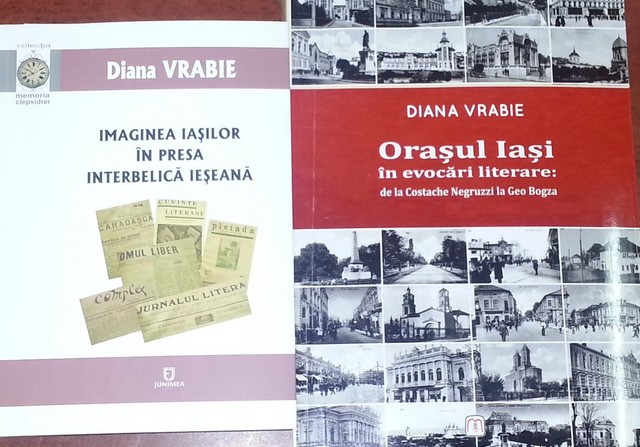 colecția
memoria
clepsidrei
Diana VRABIE
IMAGINEA IAȘILOR
ÎN PRESA
INTERBELICĂ IEȘEANĂ
CUVINTE
LITERARE
CARADAȘCA
pleiada
OMUL LIBER
Complex
JURNALUL LITERA
JUNIMEA
DIANA VRABIE
Orașul Iași
în evocări literare:
de la Costache Negruzzi la Geo Bogza